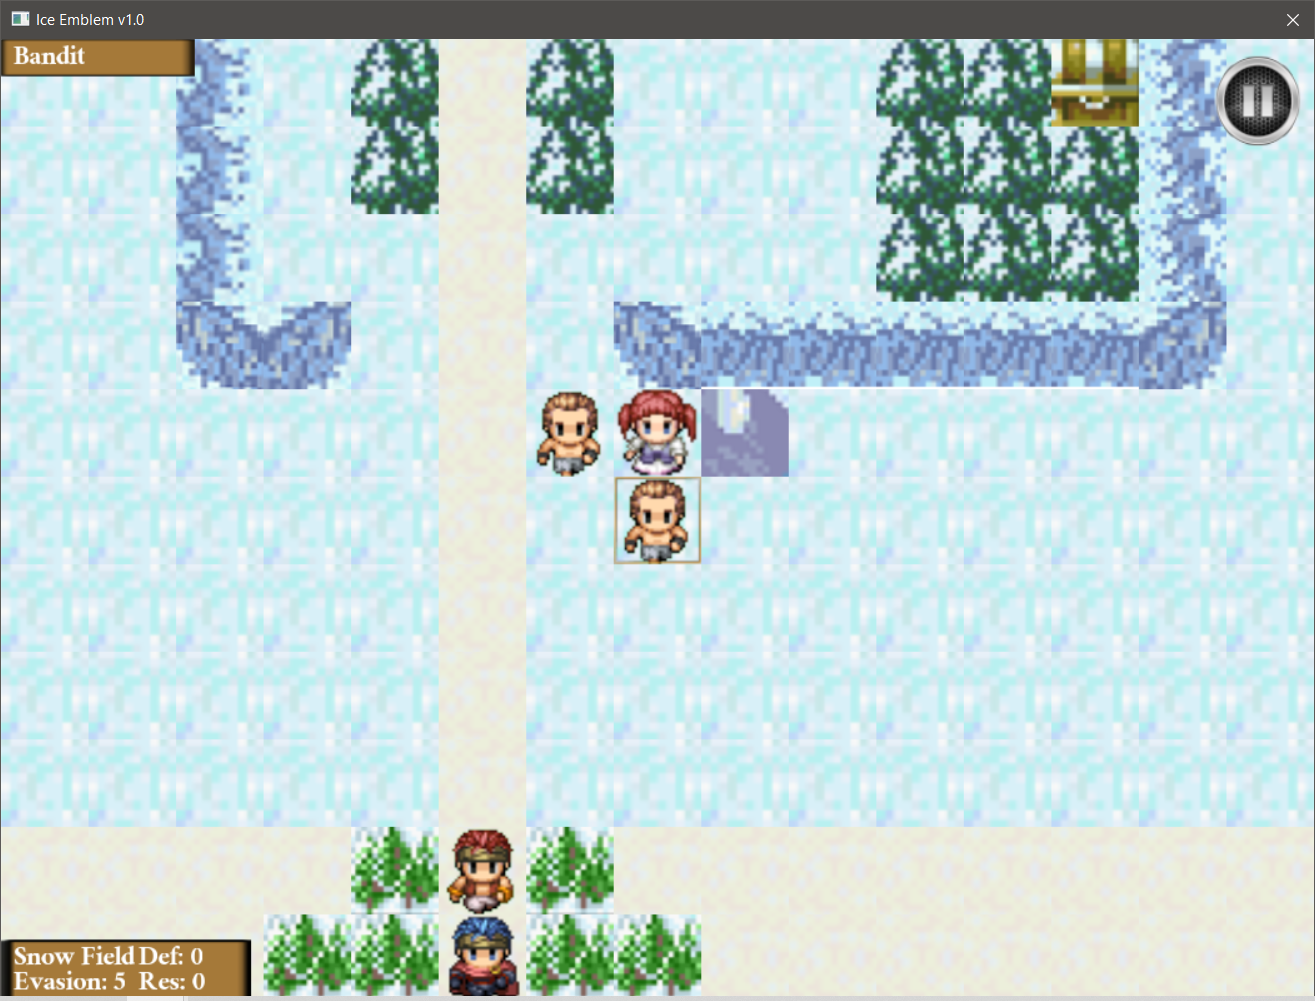 Ice Emblem v1.0
Bandit
Snow Field Def: 0
Evasion: 5 Res: 0